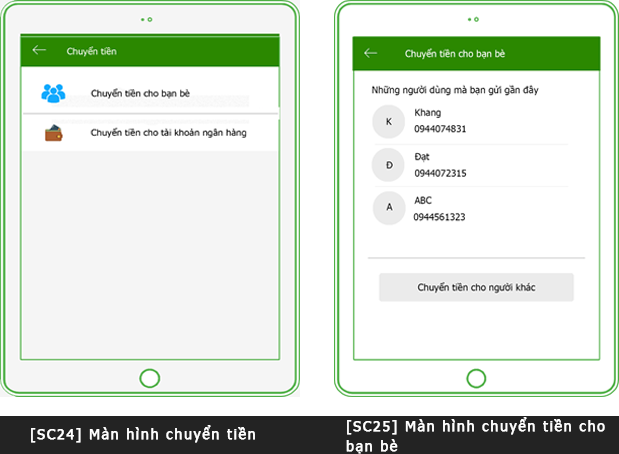 Chuyển tiền
Chuyển tiền cho bạn bè
Chuyển tiền cho tài khoản ngân hàng
Chuyển tiền cho bạn bè
Những người dùng mà bạn gửi gần đây
K
Khang
0944074831
Đ
Đạt
0944072315
A
ABC
0944561323
Chuyển tiền cho người khác
[SC24] Màn hình chuyển tiền
[SC25] Màn hình chuyển tiền cho
bạn bè